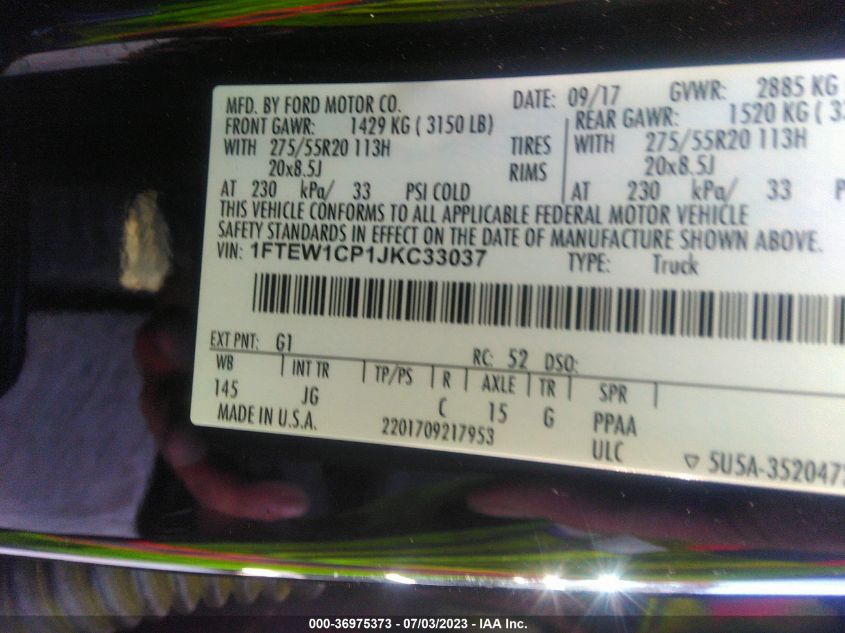 MFD. BY FORD MOTOR CO. DATE: 09/17 GVWR: 2885 KG
FRONT GAWR: 1429 KG ( 3150 LB) REAR GAWR: 1520 KG (
WITH 275/55R20 113H TIRES WITH 275/55R20 113H
20x8.5J RIMS 20x8.5J
AT 230 kPa/ 33 PSI COLD AT 230 kPa/ 33
THIS VEHICLE CONFORMS TO ALL APPLICABLE FEDERAL MOTOR VEHICLE
SAFETY STANDARDS IN EFFECT ON THE DATE OF MANUFACTURE SHOWN ABOVE.
VIN: 1FTEW1CP1JKC33037 TYPE: Truck
EXT PNT: G1 RC: 52 DSO:
WB INT TR TP/PS R AXLE TR SPR
145 JG C 15 G PPAA
MADE IN U.S.A. 2201709217953 ULC
5U5A-3520472
000-36975373 - 07/03/2023 - IAA Inc.